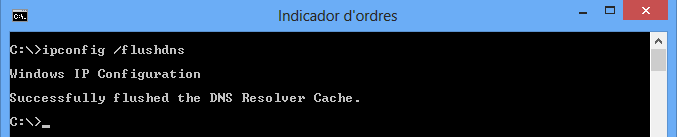 Indicador d'ordres
C:\>ipconfig /flushdns
Windows IP Configuration
Successfully flushed the DNS Resolver Cache.
C:\>_